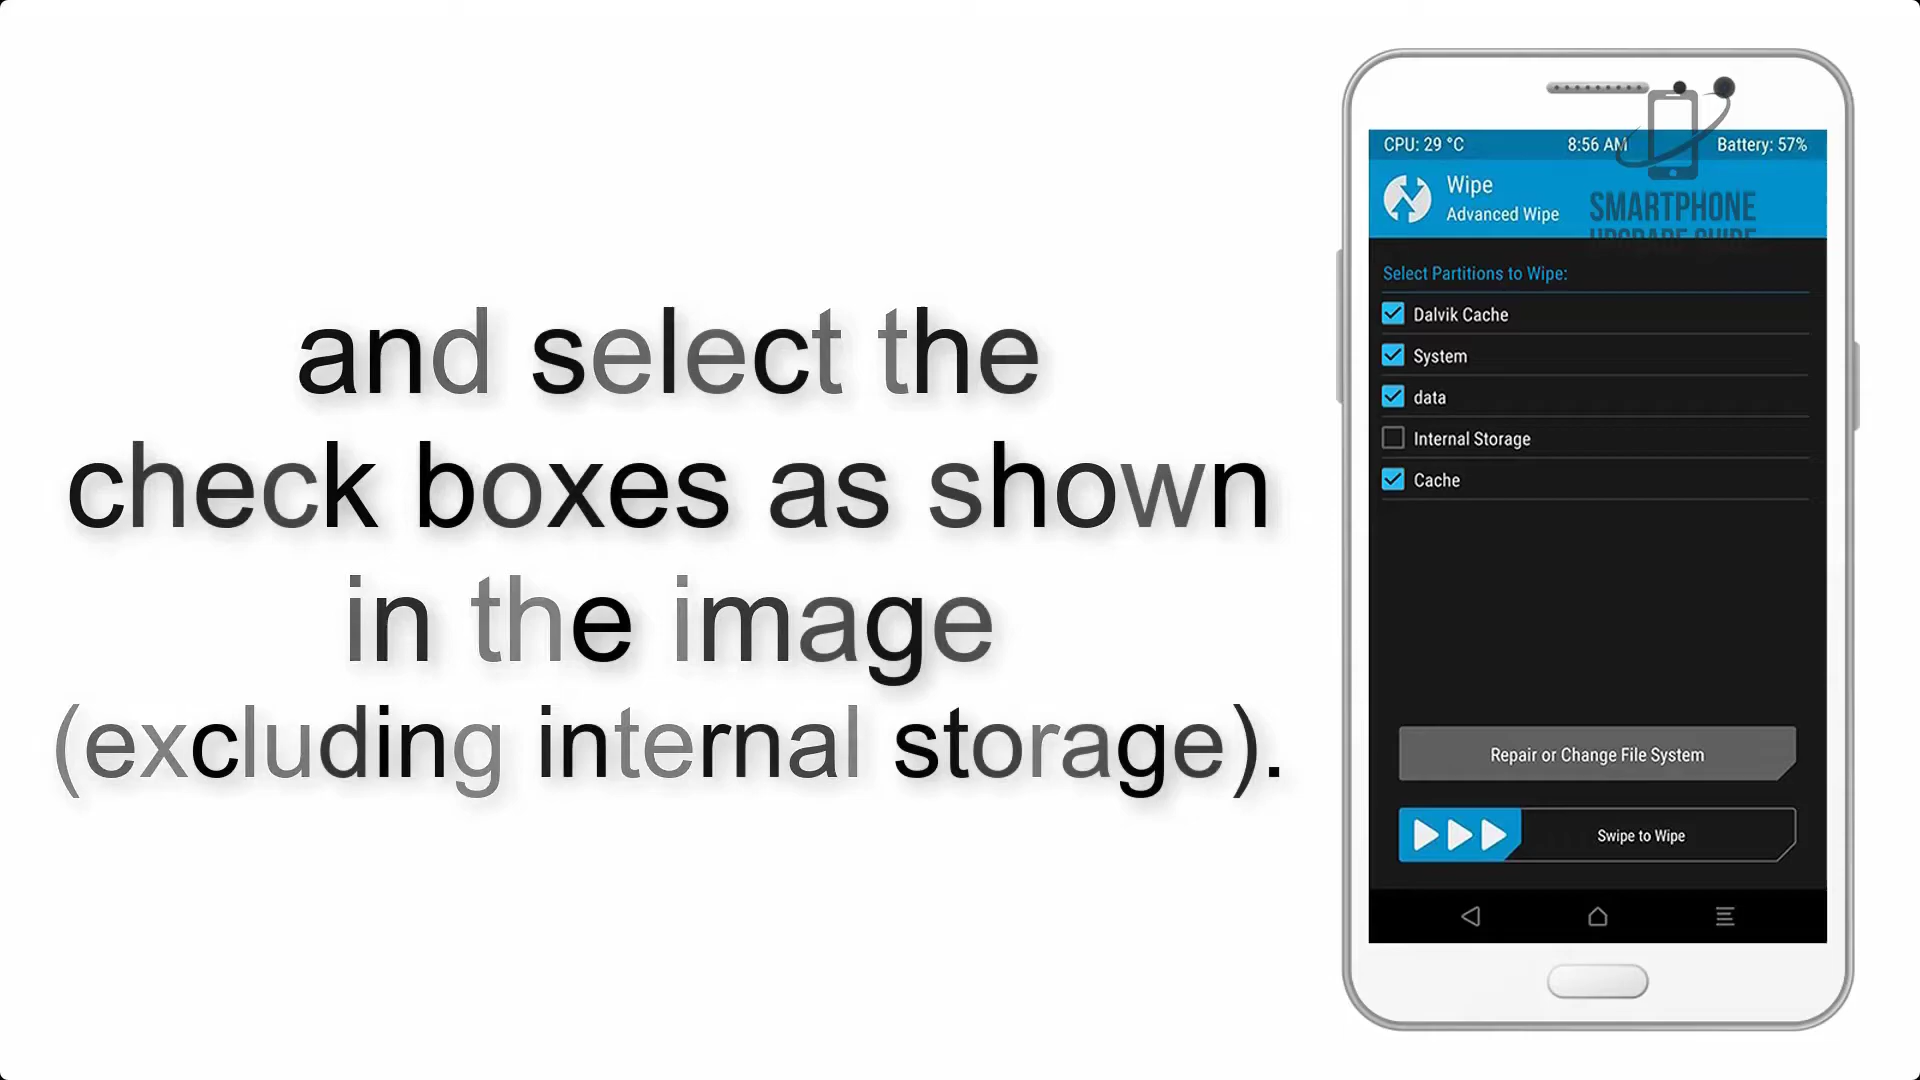 and select the
check boxes as shown
in the image
(excluding internal storage).
CPU: 29 °C 8:56 AM Battery: 57%
Wipe
Advanced Wipe
SMARTPHONE
UPGRADE GUIDE
Select Partitions to Wipe:
Dalvik Cache
System
data
Internal Storage
Cache
Repair or Change File System
Swipe to Wipe